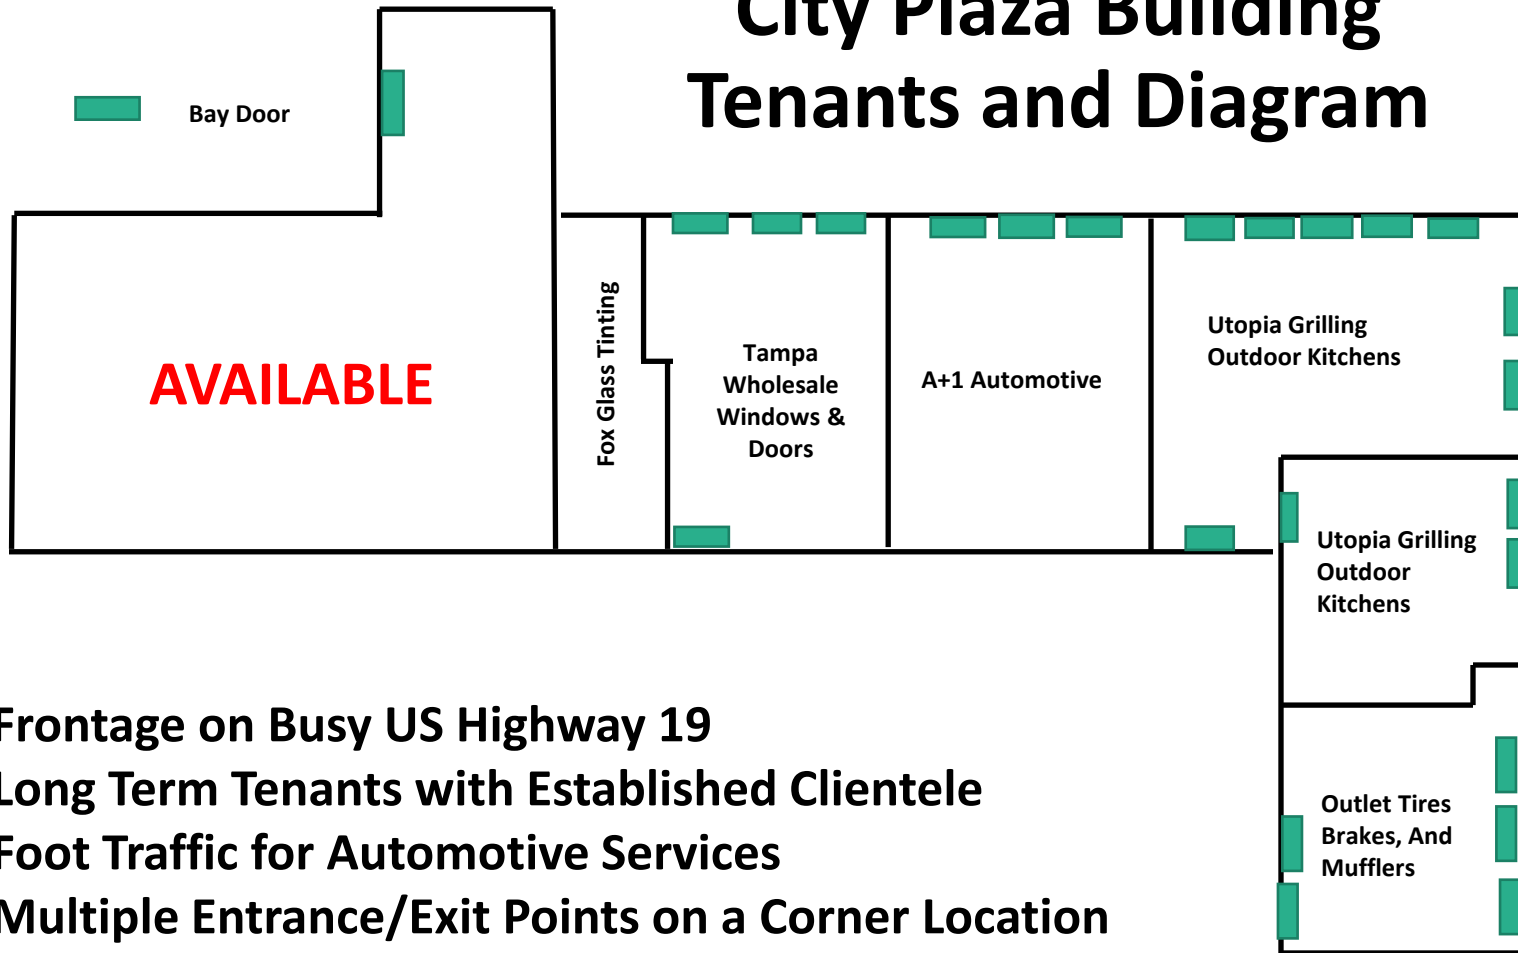 City Plaza Building
Tenants and Diagram
Bay Door
AVAILABLE
Fox Glass Tinting
Tampa
Wholesale
Windows &
Doors
A+1 Automotive
Utopia Grilling
Outdoor Kitchens
Utopia Grilling
Outdoor
Kitchens
Outlet Tires
Brakes, And
Mufflers
Frontage on Busy US Highway 19
Long Term Tenants with Established Clientele
Foot Traffic for Automotive Services
Multiple Entrance/Exit Points on a Corner Location